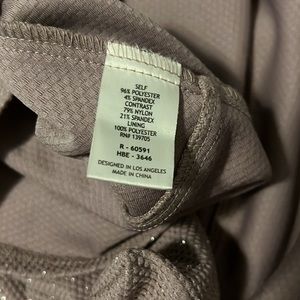 SELF
96% POLYESTER
4% SPANDEX
CONTRAST
79% NYLON
21% SPANDEX
LINING
100% POLYESTER
RN# 139705
R - 60591
HBE - 3646
DESIGNED IN LOS ANGELES
MADE IN CHINA